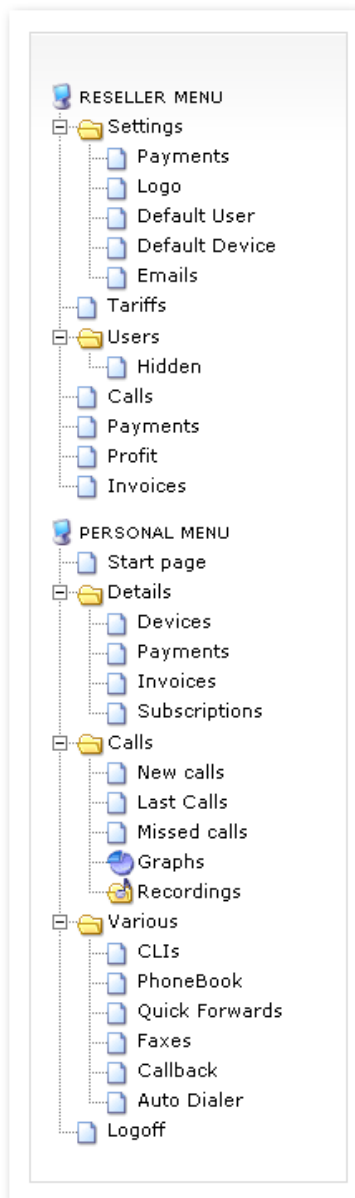 RESELLER MENU
Settings
Payments
Logo
Default User
Default Device
Emails
Tariffs
Users
Hidden
Calls
Payments
Profit
Invoices
PERSONAL MENU
Start page
Details
Devices
Payments
Invoices
Subscriptions
Calls
New calls
Last Calls
Missed calls
Graphs
Recordings
Various
CLIs
PhoneBook
Quick Forwards
Faxes
Callback
Auto Dialer
Logoff